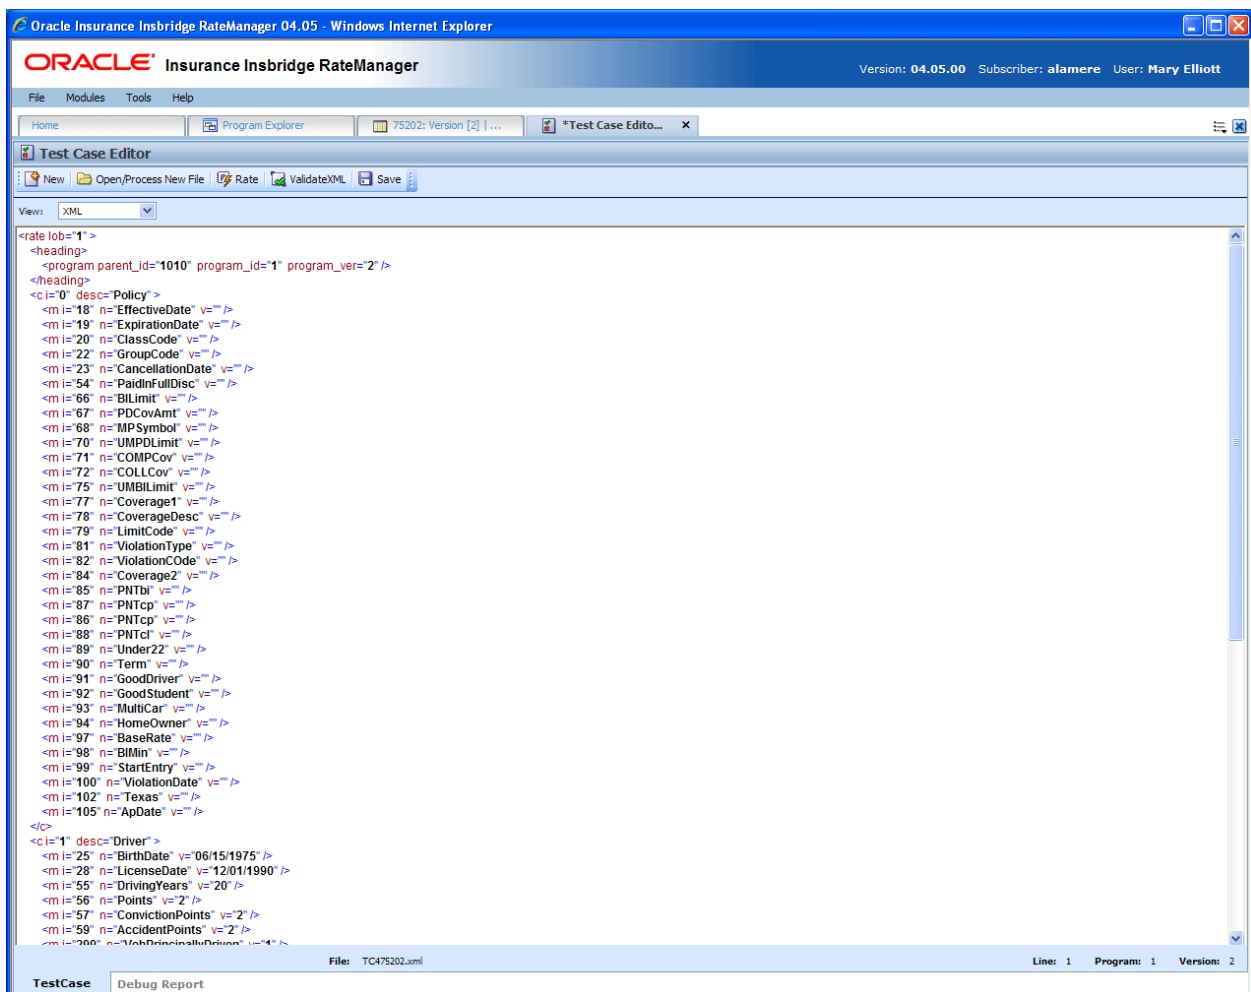 Oracle Insurance Insbridge RateManager 04.05 - Windows Internet Explorer
ORACLE Insurance Insbridge RateManager
Version: 04.05.00 Subscriber: alamere User: Mary Elliott
File Modules Tools Help
Home Program Explorer 75202: Version [2] | ... *Test Case Edito... X
Test Case Editor
New Open/Process New File Rate ValidateXML Save
View: XML
<rate lob="1" >
<heading>
<program parent_id="1010" program_id="1" program_ver="2" />
</heading>
<c i="0" desc="Policy" >
<m i="18" n="EffectiveDate" v="" />
<m i="19" n="ExpirationDate" v="" />
<m i="20" n="ClassCode" v="" />
<m i="22" n="GroupCode" v="" />
<m i="23" n="CancellationDate" v="" />
<m i="54" n="PaidInFullDisc" v="" />
<m i="66" n="BILimit" v="" />
<m i="67" n="PDCovAmt" v="" />
<m i="68" n="MPSymbol" v="" />
<m i="70" n="UMPDLimit" v="" />
<m i="71" n="COMPCov" v="" />
<m i="72" n="COLLCov" v="" />
<m i="75" n="UMBILimit" v="" />
<m i="77" n="Coverage1" v="" />
<m i="78" n="CoverageDesc" v="" />
<m i="79" n="LimitCode" v="" />
<m i="81" n="ViolationType" v="" />
<m i="82" n="ViolationCOde" v="" />
<m i="84" n="Coverage2" v="" />
<m i="85" n="PNTbi" v="" />
<m i="87" n="PNTcp" v="" />
<m i="86" n="PNTcp" v="" />
<m i="88" n="PNTcl" v="" />
<m i="89" n="Under22" v="" />
<m i="90" n="Term" v="" />
<m i="91" n="GoodDriver" v="" />
<m i="92" n="GoodStudent" v="" />
<m i="93" n="MultiCar" v="" />
<m i="94" n="HomeOwner" v="" />
<m i="97" n="BaseRate" v="" />
<m i="98" n="BIMin" v="" />
<m i="99" n="StartEntry" v="" />
<m i="100" n="ViolationDate" v="" />
<m i="102" n="Texas" v="" />
<m i="105" n="ApDate" v="" />
</c>
<c i="1" desc="Driver" >
<m i="25" n="BirthDate" v="06/15/1975" />
<m i="28" n="LicenseDate" v="12/01/1990" />
<m i="55" n="DrivingYears" v="20" />
<m i="56" n="Points" v="2" />
<m i="57" n="ConvictionPoints" v="2" />
<m i="59" n="AccidentPoints" v="2" />
<m i="299" n="VehPrincipallyDriven" v="1" />
File: TC475202.xml Line: 1 Program: 1 Version: 2
TestCase Debug Report